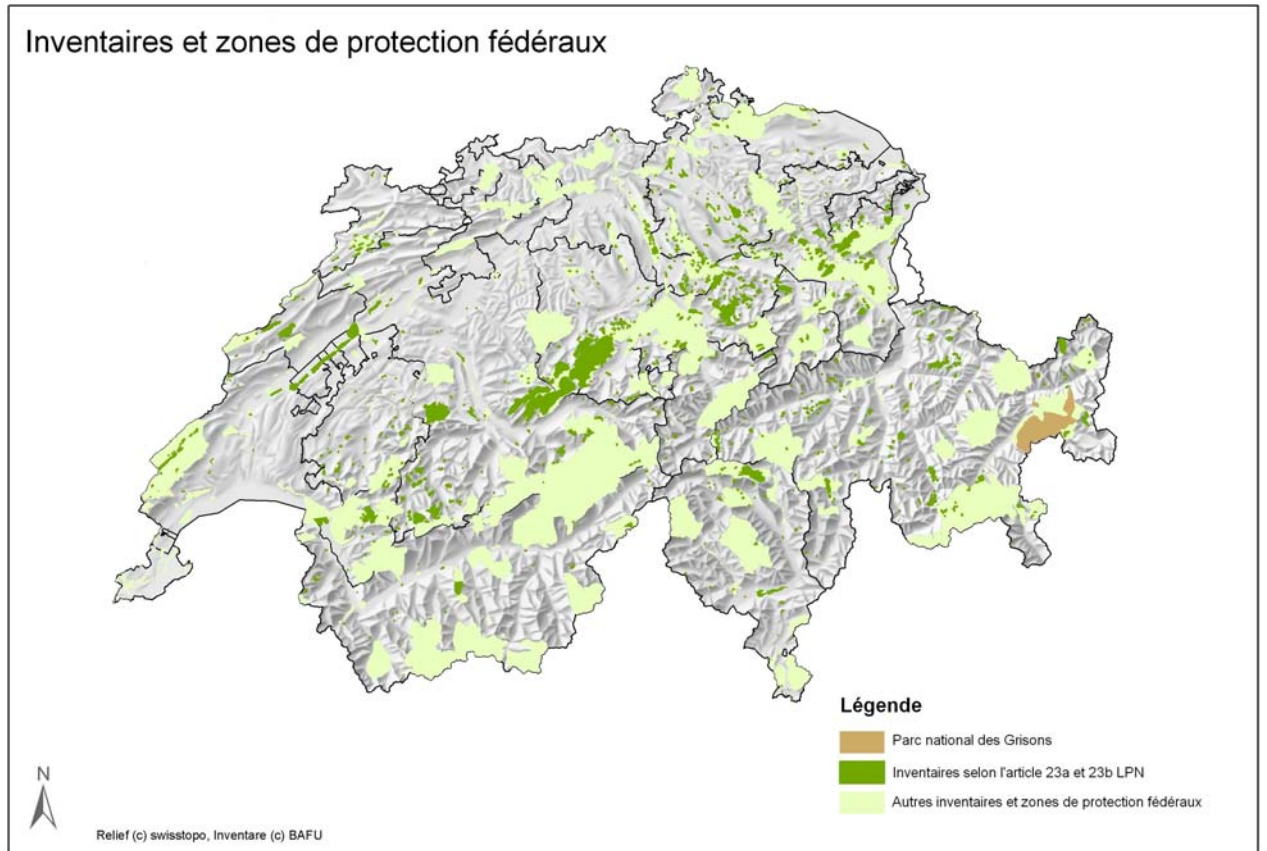 Inventaires et zones de protection fédéraux
Légende
Parc national des Grisons
Inventaires selon l'article 23a et 23b LPN
Autres inventaires et zones de protection fédéraux
N
Relief (c) swisstopo, Inventare (c) BAFU